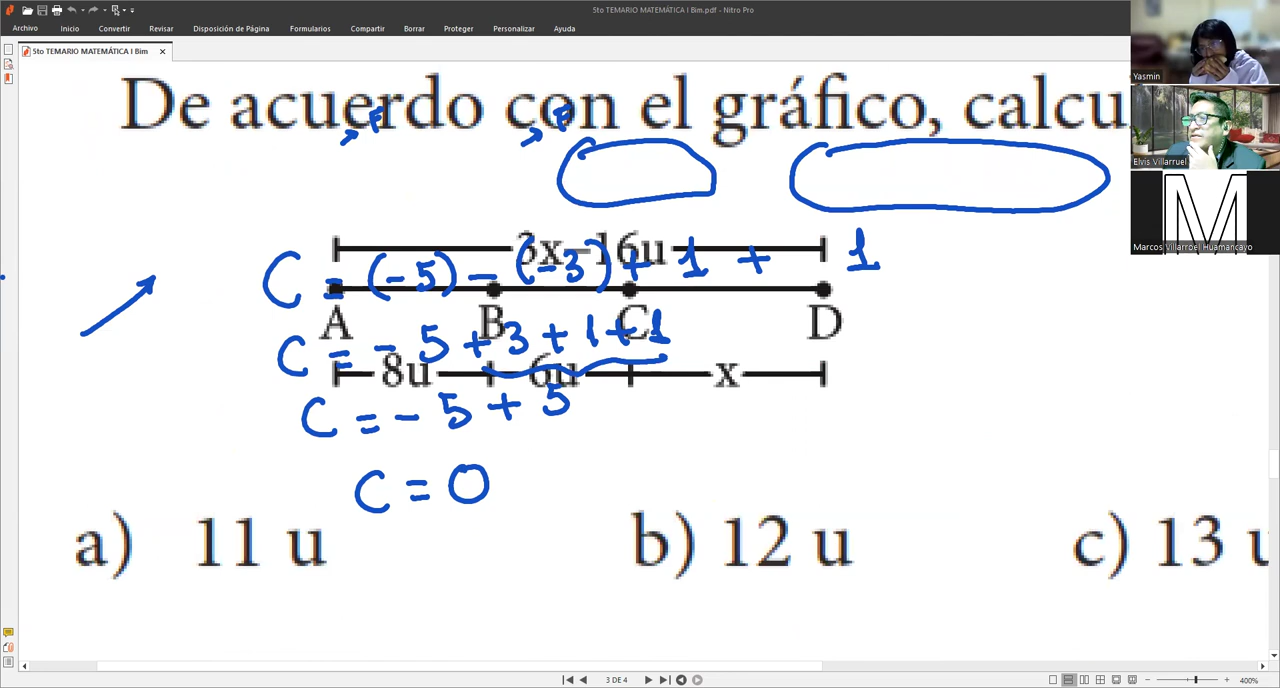 5to TEMARIO MATEMÁTICA I Bim.pdf - Nitro Pro
Archivo Inicio Convertir Revisar Disposición de Página Formularios Compartir Borrar Proteger Personalizar Ayuda
5to TEMARIO MATEMÁTICA I Bim
Yasmin
De acuerdo con el gráfico, calcu
F F
Elvis Villarruel
M
Marcos Villarroel Huamancayo
3x–16u
C = (-5) - (-3) + 1 + 1
A B C D
C = - 5 + 3 + 1 + 1
8u 6u x
C = - 5 + 5
C = 0
a) 11 u b) 12 u c) 13 u
3 DE 4
400%